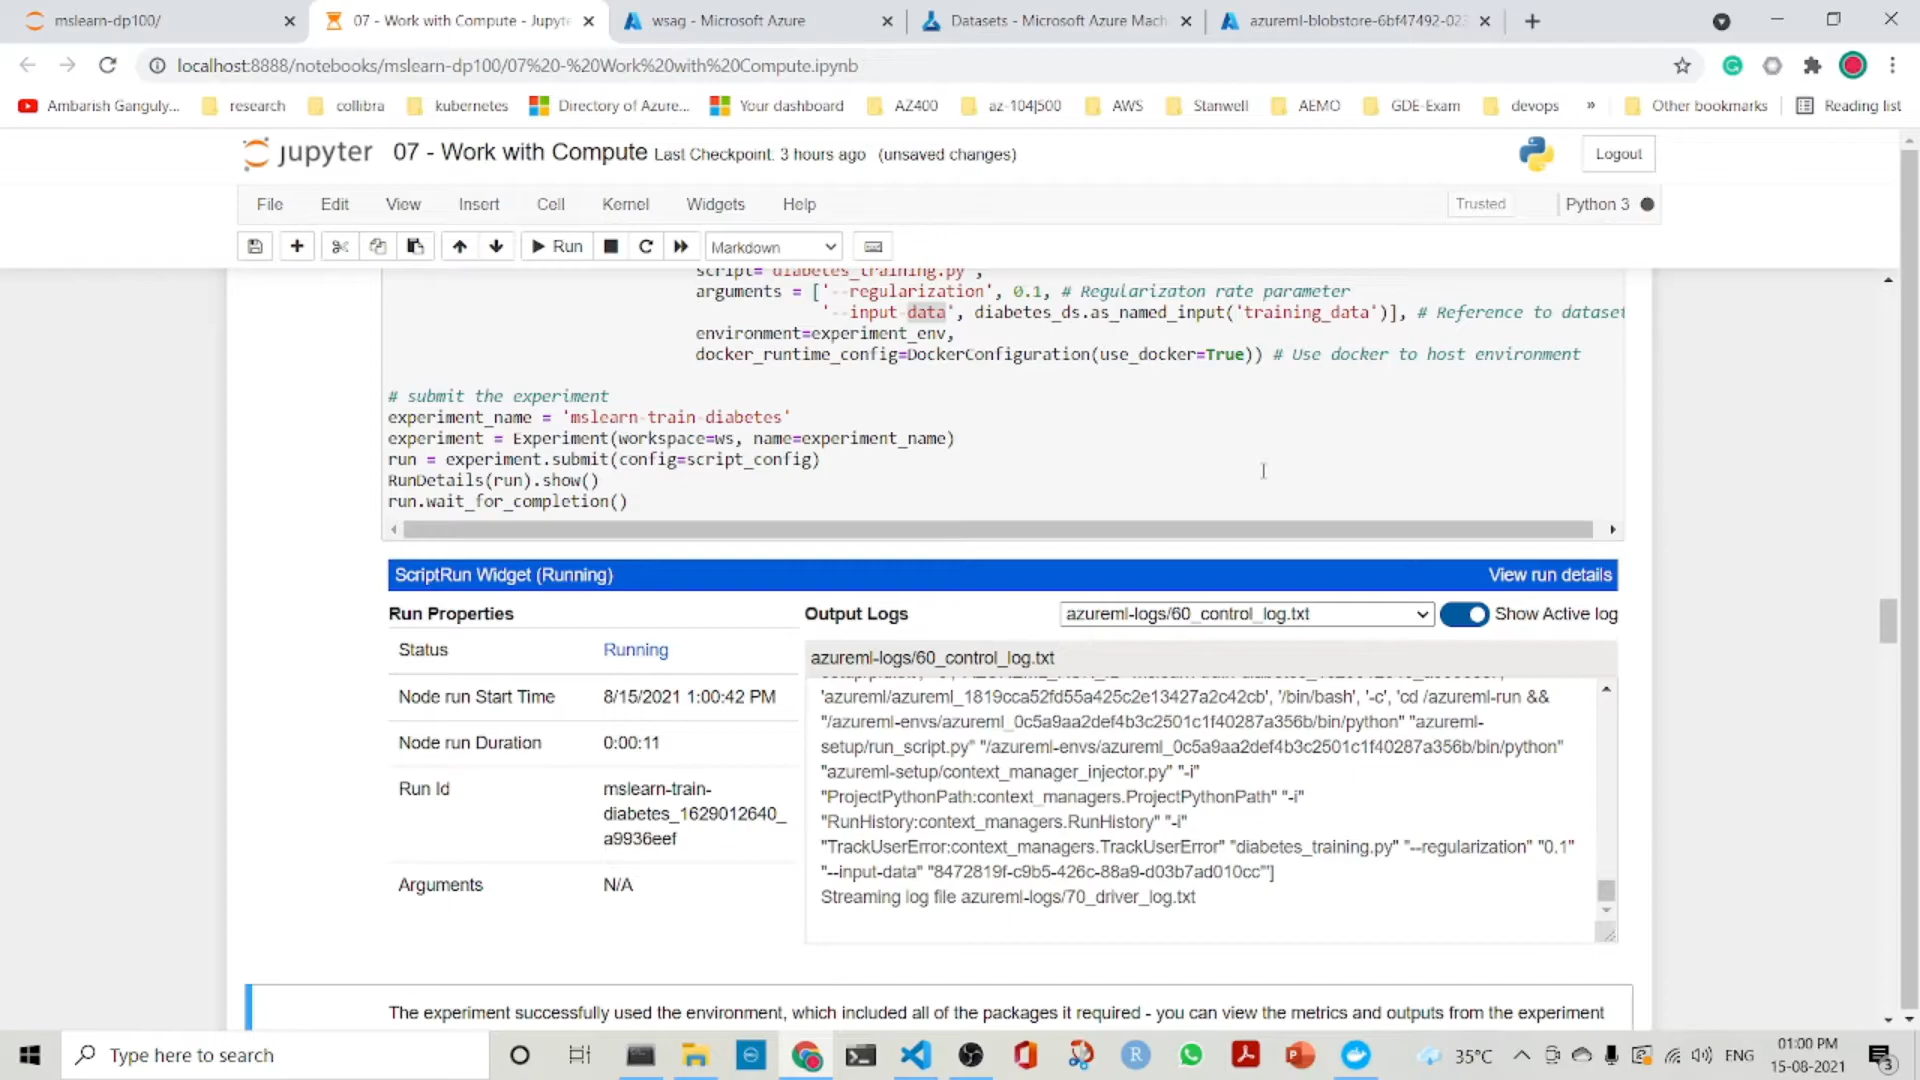 mslearn-dp100/
07 - Work with Compute - Jupyte
wsag - Microsoft Azure
Datasets - Microsoft Azure Mach
azureml-blobstore-6bf47492-023
localhost:8888/notebooks/mslearn-dp100/07%20-%20Work%20with%20Compute.ipynb
Ambarish Ganguly...
research
collibra
kubernetes
Directory of Azure...
Your dashboard
AZ400
az-104|500
AWS
Stanwell
AEMO
GDE-Exam
devops
»
Other bookmarks
Reading list
jupyter 07 - Work with Compute Last Checkpoint: 3 hours ago (unsaved changes)
Logout
File Edit View Insert Cell Kernel Widgets Help
Trusted
Python 3
Run
Markdown
script='diabetes_training.py',
arguments = ['--regularization', 0.1, # Regularizaton rate parameter
'--input-data', diabetes_ds.as_named_input('training_data')], # Reference to dataset
environment=experiment_env,
docker_runtime_config=DockerConfiguration(use_docker=True)) # Use docker to host environment
# submit the experiment
experiment_name = 'mslearn-train-diabetes'
experiment = Experiment(workspace=ws, name=experiment_name)
run = experiment.submit(config=script_config)
RunDetails(run).show()
run.wait_for_completion()
ScriptRun Widget (Running)
View run details
Run Properties
Status Running
Node run Start Time 8/15/2021 1:00:42 PM
Node run Duration 0:00:11
Run Id mslearn-train-
diabetes_1629012640_
a9936eef
Arguments N/A
Output Logs
azureml-logs/60_control_log.txt
Show Active log
azureml-logs/60_control_log.txt
'azureml/azureml_1819cca52fd55a425c2e13427a2c42cb', '/bin/bash', '-c', 'cd /azureml-run &&
"/azureml-envs/azureml_0c5a9aa2def4b3c2501c1f40287a356b/bin/python" "azureml-
setup/run_script.py" "/azureml-envs/azureml_0c5a9aa2def4b3c2501c1f40287a356b/bin/python"
"azureml-setup/context_manager_injector.py" "-i"
"ProjectPythonPath:context_managers.ProjectPythonPath" "-i"
"RunHistory:context_managers.RunHistory" "-i"
"TrackUserError:context_managers.TrackUserError" "diabetes_training.py" "--regularization" "0.1"
"--input-data" "8472819f-c9b5-426c-88a9-d03b7ad010cc"']
Streaming log file azureml-logs/70_driver_log.txt
The experiment successfully used the environment, which included all of the packages it required - you can view the metrics and outputs from the experiment
Type here to search
35°C
ENG
01:00 PM
15-08-2021
3